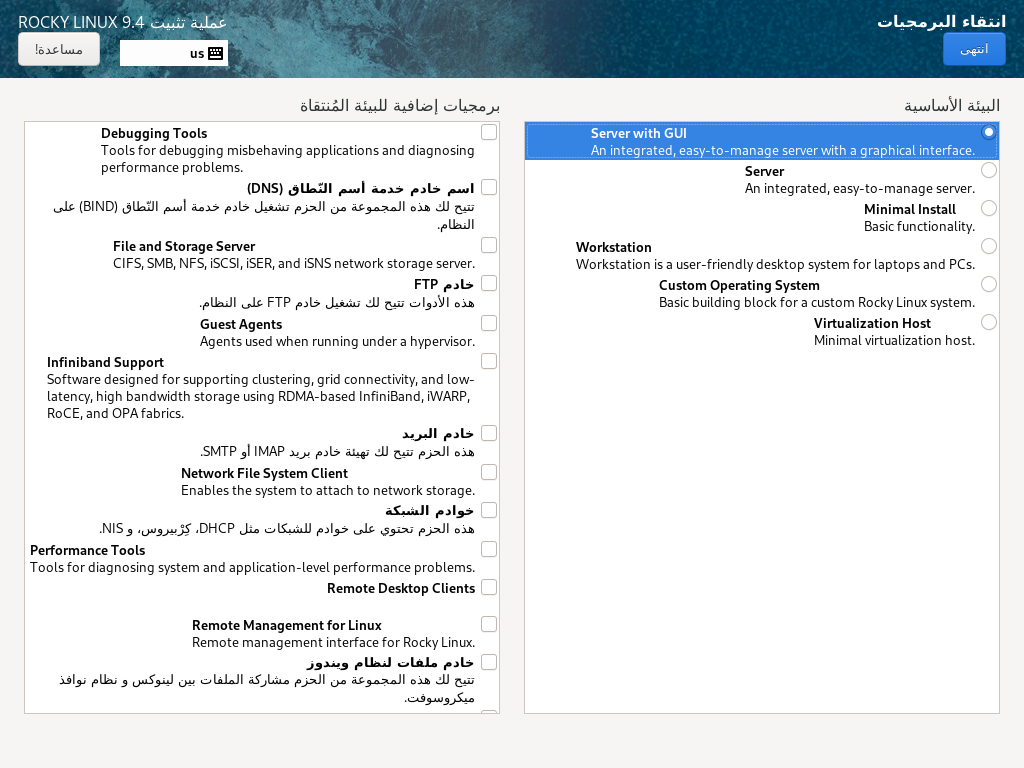 انتقاء البرمجيات
عملية تثبيت ROCKY LINUX 9.4
انتهى
us
مساعدة!
البيئة الأساسية
Server with GUI
An integrated, easy-to-manage server with a graphical interface.
Server
An integrated, easy-to-manage server.
Minimal Install
Basic functionality.
Workstation
Workstation is a user-friendly desktop system for laptops and PCs.
Custom Operating System
Basic building block for a custom Rocky Linux system.
Virtualization Host
Minimal virtualization host.
برمجيات إضافية للبيئة المُنتقاة
Debugging Tools
Tools for debugging misbehaving applications and diagnosing
performance problems.
اسم خادم خدمة أسم النّطاق (DNS)
تتيح لك هذه المجموعة من الحزم تشغيل خادم خدمة أسم النّطاق (BIND) على
النظام.
File and Storage Server
CIFS, SMB, NFS, iSCSI, iSER, and iSNS network storage server.
خادم FTP
هذه الأدوات تتيح لك تشغيل خادم FTP على النظام.
Guest Agents
Agents used when running under a hypervisor.
Infiniband Support
Software designed for supporting clustering, grid connectivity, and low-
latency, high bandwidth storage using RDMA-based InfiniBand, iWARP,
RoCE, and OPA fabrics.
خادم البريد
هذه الحزم تتيح لك تهيئة خادم بريد IMAP أو SMTP.
Network File System Client
Enables the system to attach to network storage.
خوادم الشبكة
هذه الحزم تحتوي على خوادم للشبكات مثل DHCP، كِرْبيروس، و NIS.
Performance Tools
Tools for diagnosing system and application-level performance problems.
Remote Desktop Clients
Remote Management for Linux
Remote management interface for Rocky Linux.
خادم ملفات لنظام ويندوز
تتيح لك هذه المجموعة من الحزم مشاركة الملفات بين لينوكس و نظام نوافذ
ميكروسوفت.